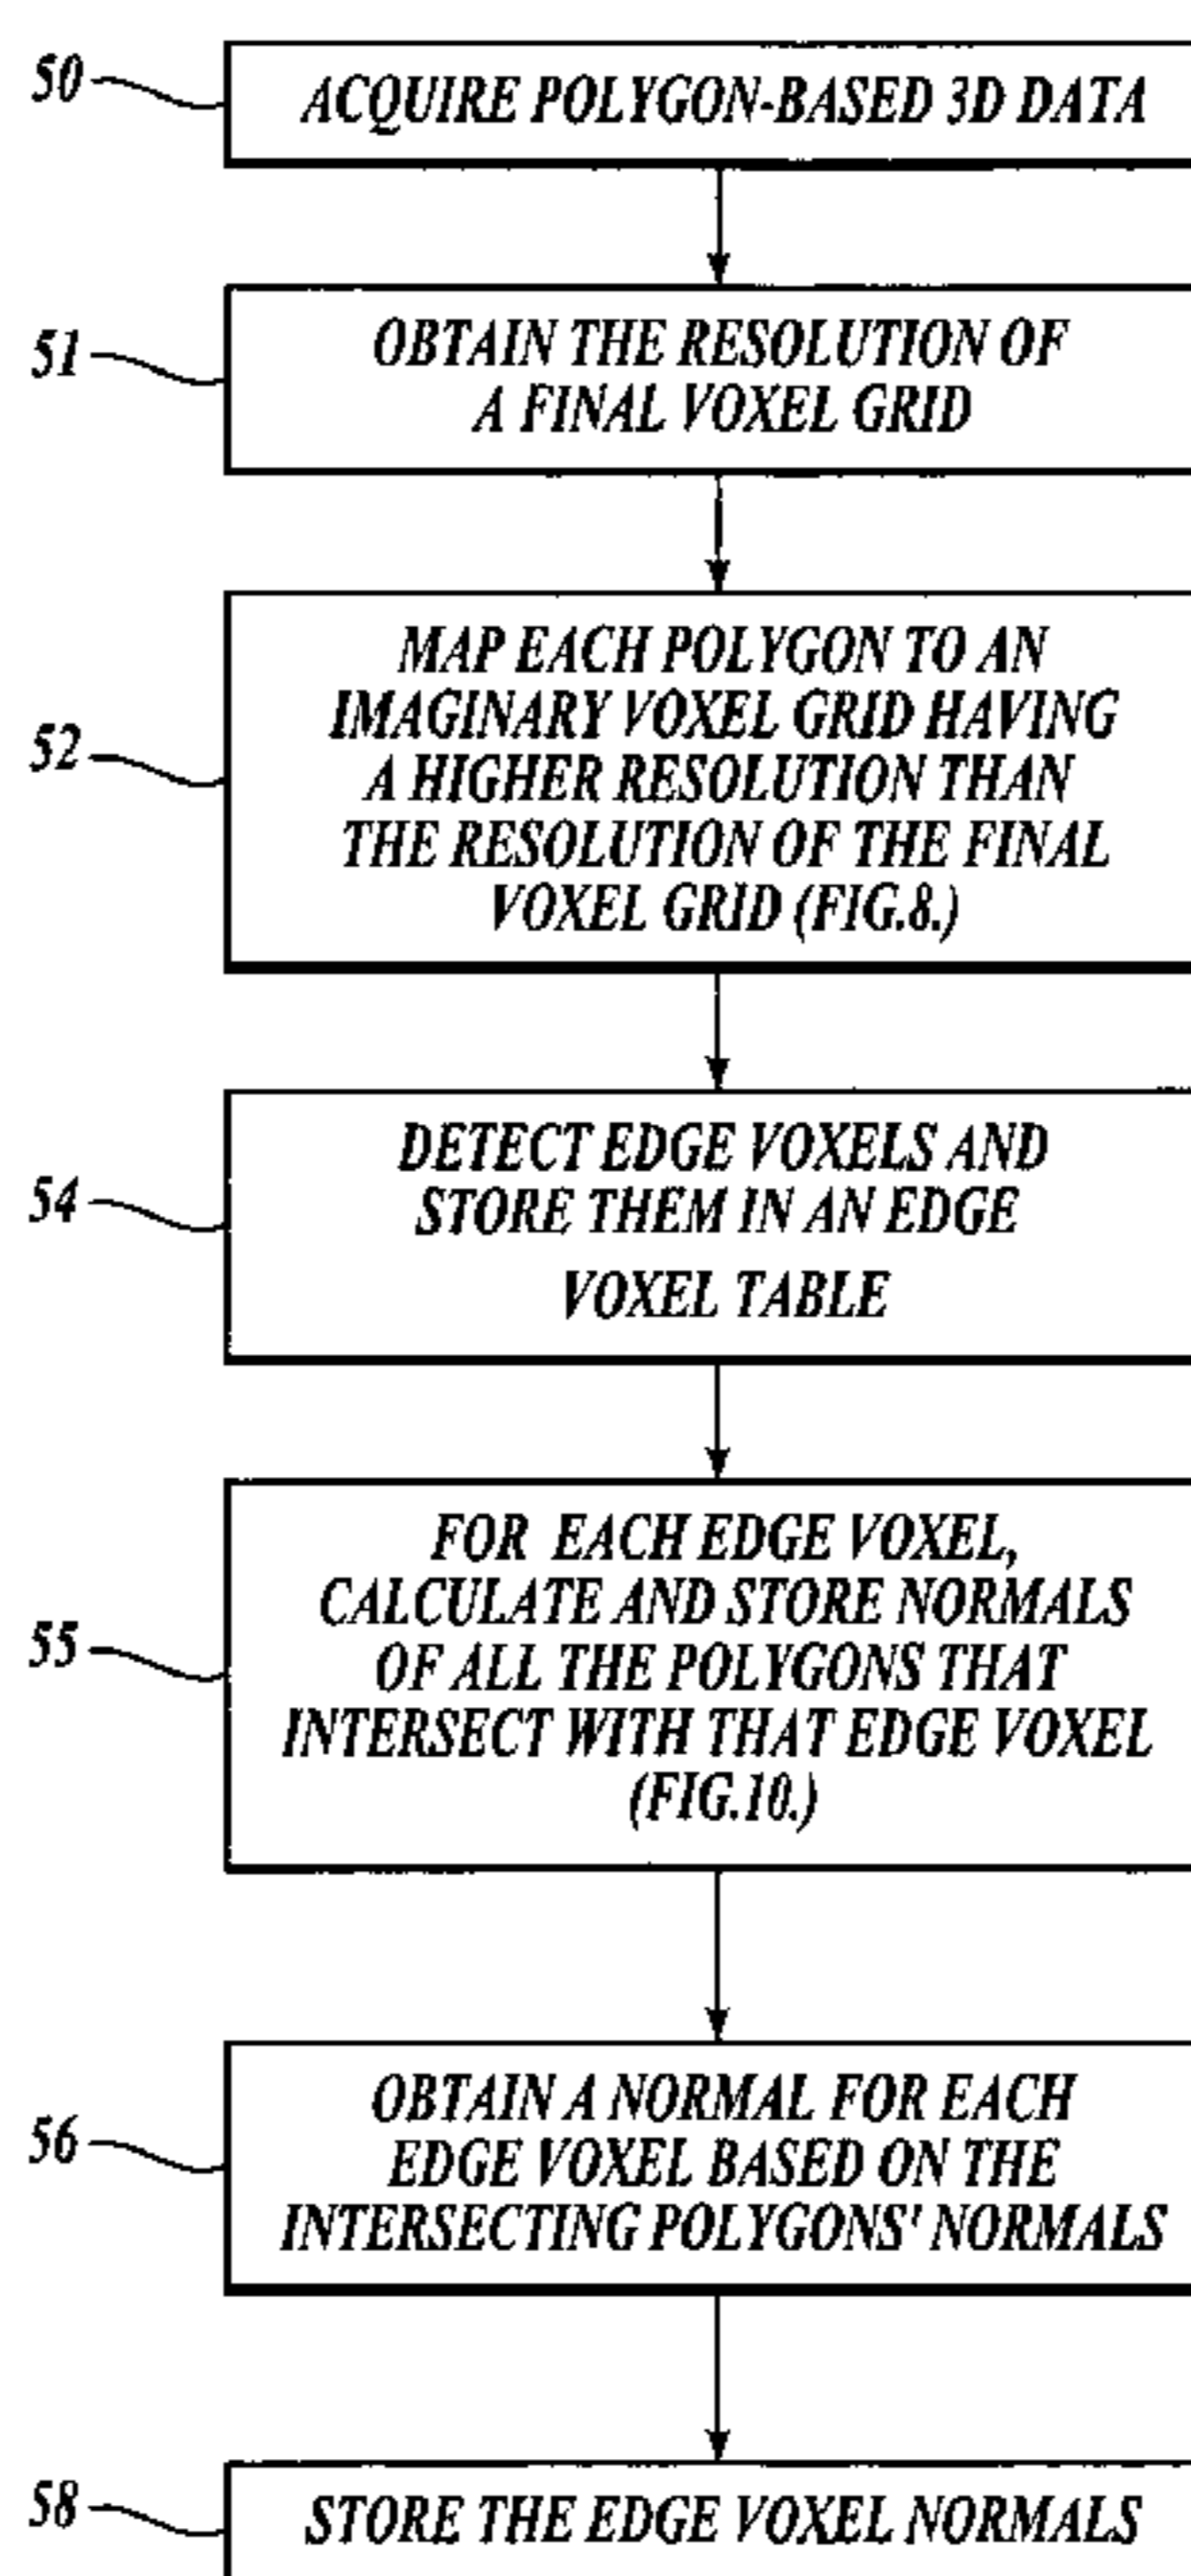 50
ACQUIRE POLYGON-BASED 3D DATA
51
OBTAIN THE RESOLUTION OF
A FINAL VOXEL GRID
52
MAP EACH POLYGON TO AN
IMAGINARY VOXEL GRID HAVING
A HIGHER RESOLUTION THAN
THE RESOLUTION OF THE FINAL
VOXEL GRID (FIG.8.)
54
DETECT EDGE VOXELS AND
STORE THEM IN AN EDGE
VOXEL TABLE
55
FOR EACH EDGE VOXEL,
CALCULATE AND STORE NORMALS
OF ALL THE POLYGONS THAT
INTERSECT WITH THAT EDGE VOXEL
(FIG.10.)
56
OBTAIN A NORMAL FOR EACH
EDGE VOXEL BASED ON THE
INTERSECTING POLYGONS' NORMALS
58
STORE THE EDGE VOXEL NORMALS